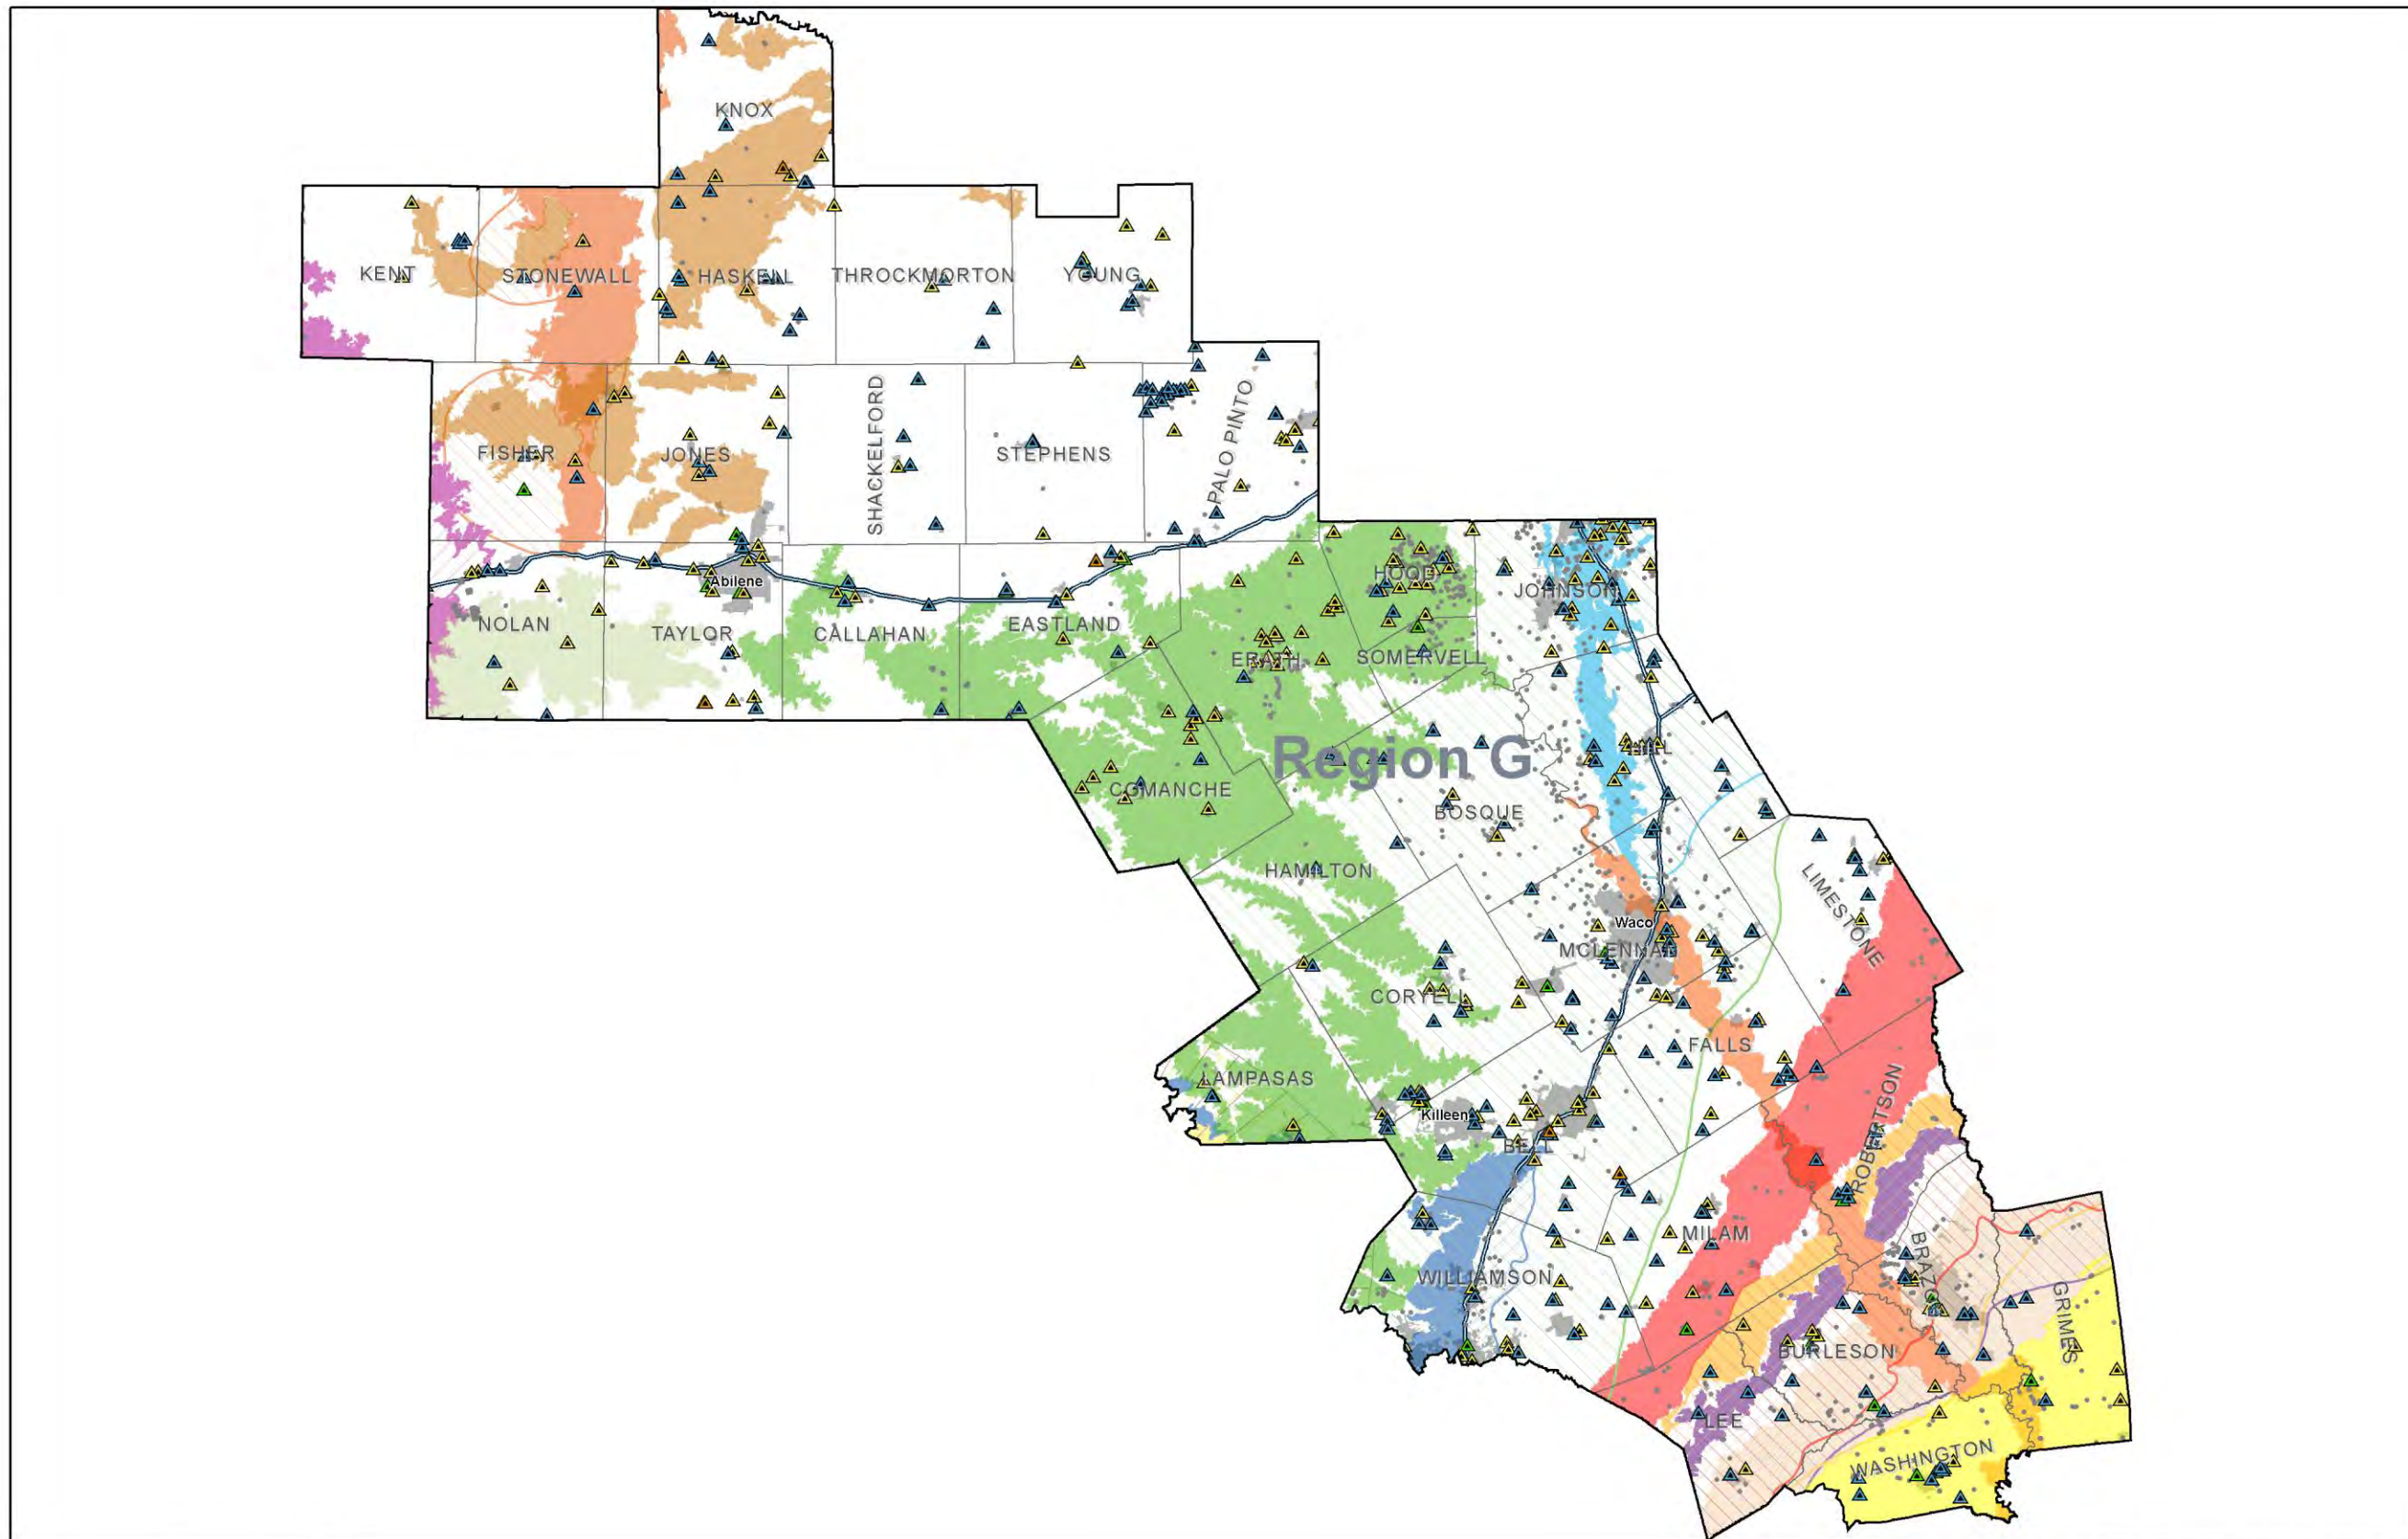 KNOX
KENT
STONEWALL
HASKELL
THROCKMORTON
YOUNG
FISHER
JONES
SHACKELFORD
STEPHENS
PALO PINTO
Abilene
NOLAN
TAYLOR
CALLAHAN
EASTLAND
ERATH
HOOD
SOMERVELL
JOHNSON
Region G
HILL
COMANCHE
BOSQUE
HAMILTON
LIMESTONE
Waco
MCLENNAN
CORYELL
FALLS
LAMPASAS
Killeen
BELL
ROBERTSON
MILAM
WILLIAMSON
BRAZOS
GRIMES
BURLESON
LEE
WASHINGTON